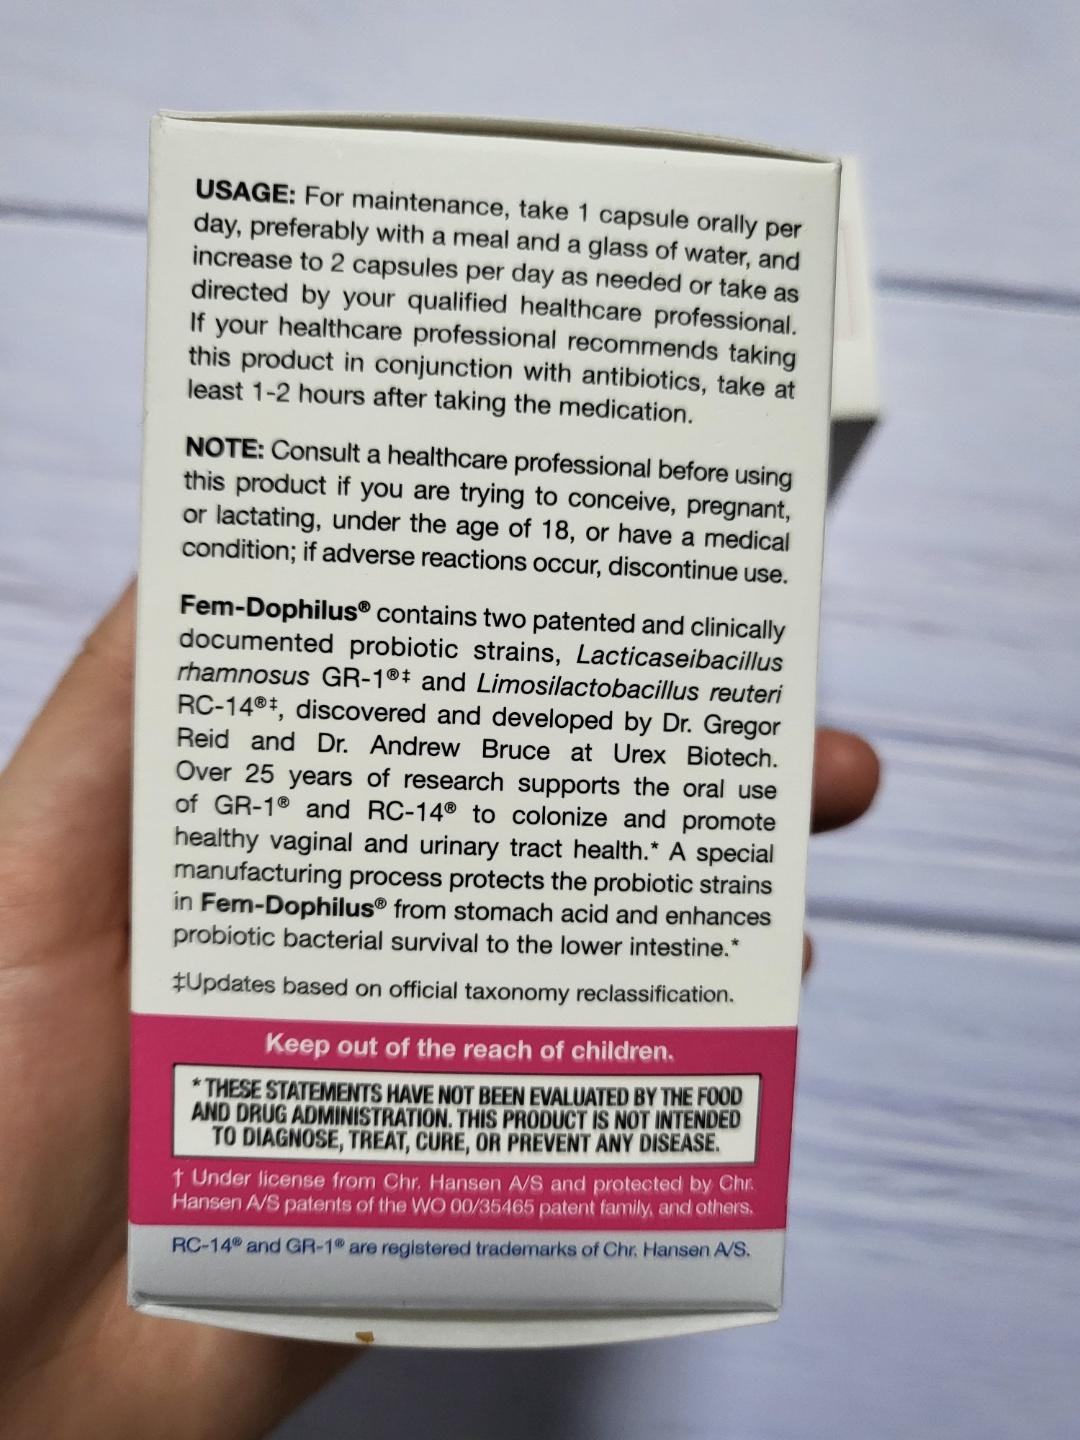 USAGE: For maintenance, take 1 capsule orally per
day, preferably with a meal and a glass of water, and
increase to 2 capsules per day as needed or take as
directed by your qualified healthcare professional.
If your healthcare professional recommends taking
this product in conjunction with antibiotics, take at
least 1-2 hours after taking the medication.
NOTE: Consult a healthcare professional before using
this product if you are trying to conceive, pregnant,
or lactating, under the age of 18, or have a medical
condition; if adverse reactions occur, discontinue use.
Fem-Dophilus® contains two patented and clinically
documented probiotic strains, Lacticaseibacillus
rhamnosus GR-1®‡ and Limosilactobacillus reuteri
RC-14®‡, discovered and developed by Dr. Gregor
Reid and Dr. Andrew Bruce at Urex Biotech.
Over 25 years of research supports the oral use
of GR-1® and RC-14® to colonize and promote
healthy vaginal and urinary tract health.* A special
manufacturing process protects the probiotic strains
in Fem-Dophilus® from stomach acid and enhances
probiotic bacterial survival to the lower intestine.*
‡Updates based on official taxonomy reclassification.
Keep out of the reach of children.
* THESE STATEMENTS HAVE NOT BEEN EVALUATED BY THE FOOD
AND DRUG ADMINISTRATION. THIS PRODUCT IS NOT INTENDED
TO DIAGNOSE, TREAT, CURE, OR PREVENT ANY DISEASE.
† Under license from Chr. Hansen A/S and protected by Chr.
Hansen A/S patents of the WO 00/35465 patent family, and others.
RC-14® and GR-1® are registered trademarks of Chr. Hansen A/S.